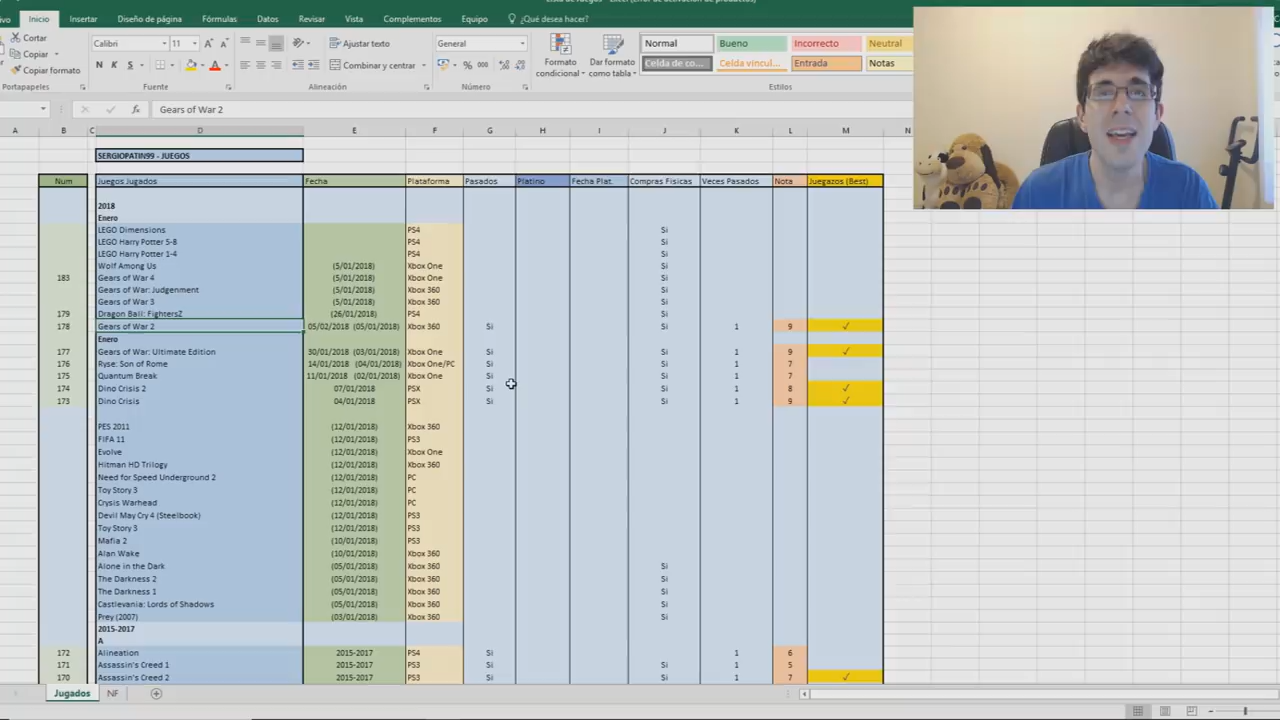 Lista de Juegos - Excel (Error de activación de productos)
Inicio Insertar Diseño de página Fórmulas Datos Revisar Vista Complementos Equipo ¿Qué desea hacer?
Cortar
Copiar
Copiar formato
Portapapeles
Calibri 11
N K S
Fuente
Ajustar texto
Combinar y centrar
Alineación
General
% 000
Número
Formato condicional
Dar formato como tabla
Normal Bueno Incorrecto Neutral
Celda de co... Celda vincul... Entrada Notas
Estilos
Gears of War 2
A B C D E F G H I J K L M N
SERGIOPATIN99 - JUEGOS
Num Juegos Jugados Fecha Plataforma Pasados Platino Fecha Plat. Compras Físicas Veces Pasados Nota Juegazos (Best)
2018
Enero
LEGO Dimensions PS4 Si
LEGO Harry Potter 5-8 PS4 Si
LEGO Harry Potter 1-4 PS4 Si
Wolf Among Us (5/01/2018) Xbox One Si
183 Gears of War 4 (5/01/2018) Xbox One Si
Gears of War: Judgenment (5/01/2018) Xbox 360 Si
Gears of War 3 (5/01/2018) Xbox 360 Si
179 Dragon Ball: FightersZ (26/01/2018) PS4 Si
178 Gears of War 2 05/02/2018 (05/01/2018) Xbox 360 Si Si 1 9 ✓
Enero
177 Gears of War: Ultimate Edition 30/01/2018 (03/01/2018) Xbox One Si Si 1 9 ✓
176 Ryse: Son of Rome 14/01/2018 (04/01/2018) Xbox One/PC Si Si 1 7
175 Quantum Break 11/01/2018 (02/01/2018) Xbox One Si Si 1 7
174 Dino Crisis 2 07/01/2018 PSX Si Si 1 8 ✓
173 Dino Crisis 04/01/2018 PSX Si Si 1 9 ✓
PES 2011 (12/01/2018) Xbox 360
FIFA 11 (12/01/2018) PS3
Evolve (12/01/2018) Xbox One
Hitman HD Trilogy (12/01/2018) Xbox 360
Need for Speed Underground 2 (12/01/2018) PC
Toy Story 3 (12/01/2018) PC
Crysis Warhead (12/01/2018) PC
Devil May Cry 4 (Steelbook) (12/01/2018) PS3
Toy Story 3 (12/01/2018) PS3
Mafia 2 (10/01/2018) PS3
Alan Wake (10/01/2018) Xbox 360
Alone in the Dark (05/01/2018) Xbox 360 Si
The Darkness 2 (05/01/2018) Xbox 360 Si
The Darkness 1 (05/01/2018) Xbox 360 Si
Castlevania: Lords of Shadows (05/01/2018) Xbox 360 Si
Prey (2007) (03/01/2018) Xbox 360 Si
2015-2017
A
172 Alineation 2015-2017 PS4 Si 1 6
171 Assassin's Creed 1 2015-2017 PS3 Si Si 1 5
170 Assassin's Creed 2 2015-2017 PS3 Si Si 1 7 ✓
Jugados NF